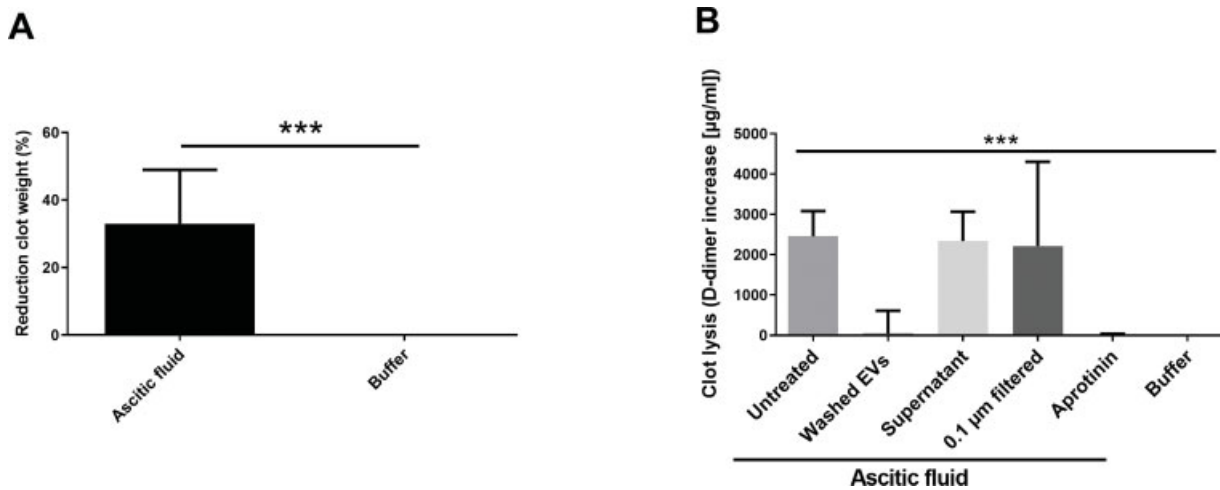 A
Reduction clot weight (%)
60
40
20
0
***
Ascitic fluid
Buffer
B
Clot lysis (D-dimer increase [µg/ml])
5000
4000
3000
2000
1000
0
***
Untreated
Washed EVs
Supernatant
0.1 µm filtered
Aprotinin
Buffer
Ascitic fluid